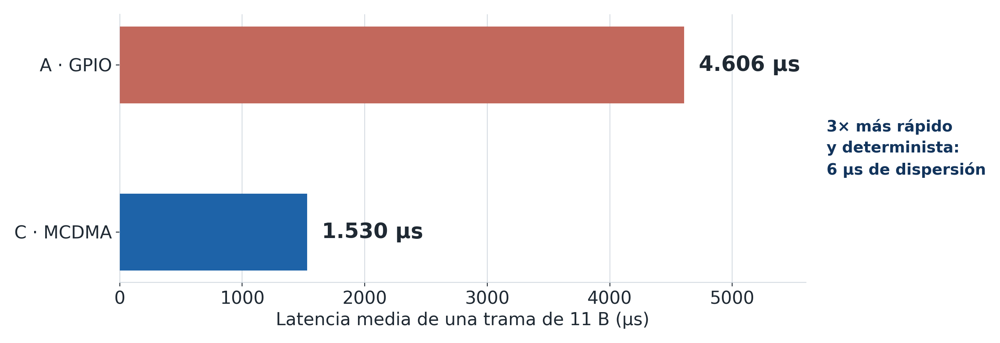 A · GPIO
4.606 µs
3× más rápido
y determinista:
6 µs de dispersión
C · MCDMA
1.530 µs
0 1000 2000 3000 4000 5000
Latencia media de una trama de 11 B (µs)